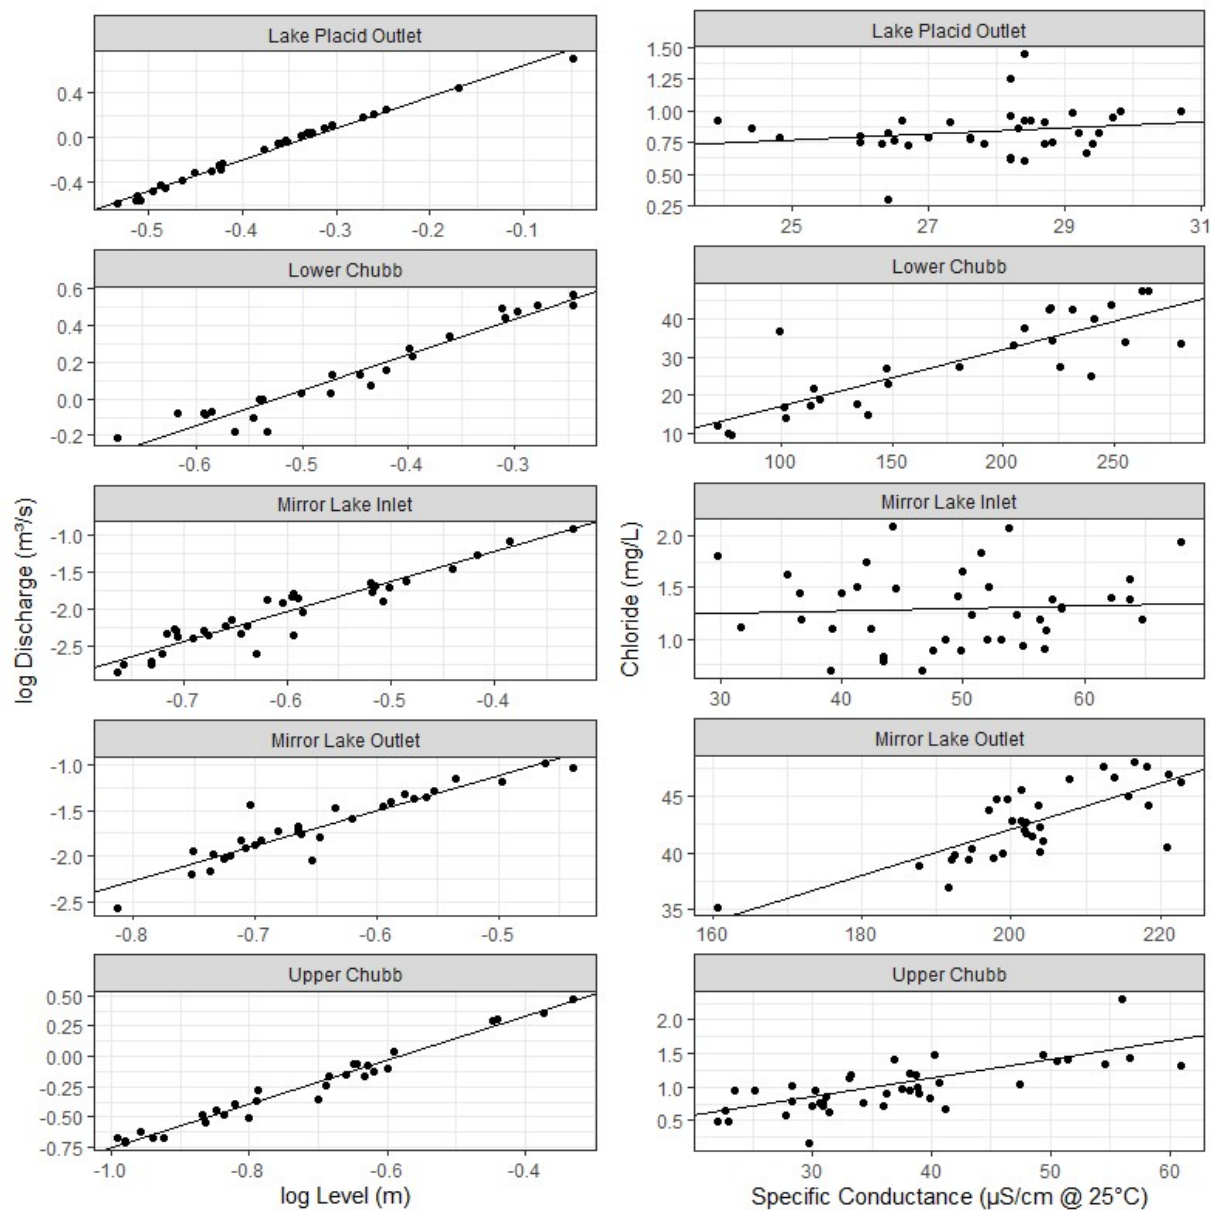 Lake Placid Outlet
0.4
0.0
-0.4
-0.5 -0.4 -0.3 -0.2 -0.1
Lower Chubb
0.6
0.4
0.2
0.0
-0.2
-0.6 -0.5 -0.4 -0.3
Mirror Lake Inlet
-1.0
-1.5
-2.0
-2.5
-0.7 -0.6 -0.5 -0.4
Mirror Lake Outlet
-1.0
-1.5
-2.0
-2.5
-0.8 -0.7 -0.6 -0.5
Upper Chubb
0.50
0.25
0.00
-0.25
-0.50
-0.75
-1.0 -0.8 -0.6 -0.4
log Discharge (m³/s)
log Level (m)
Lake Placid Outlet
1.50
1.25
1.00
0.75
0.50
0.25
25 27 29 31
Lower Chubb
40
30
20
10
100 150 200 250
Mirror Lake Inlet
2.0
1.5
1.0
30 40 50 60
Mirror Lake Outlet
45
40
35
160 180 200 220
Upper Chubb
2.0
1.5
1.0
0.5
30 40 50 60
Chloride (mg/L)
Specific Conductance (µS/cm @ 25°C)